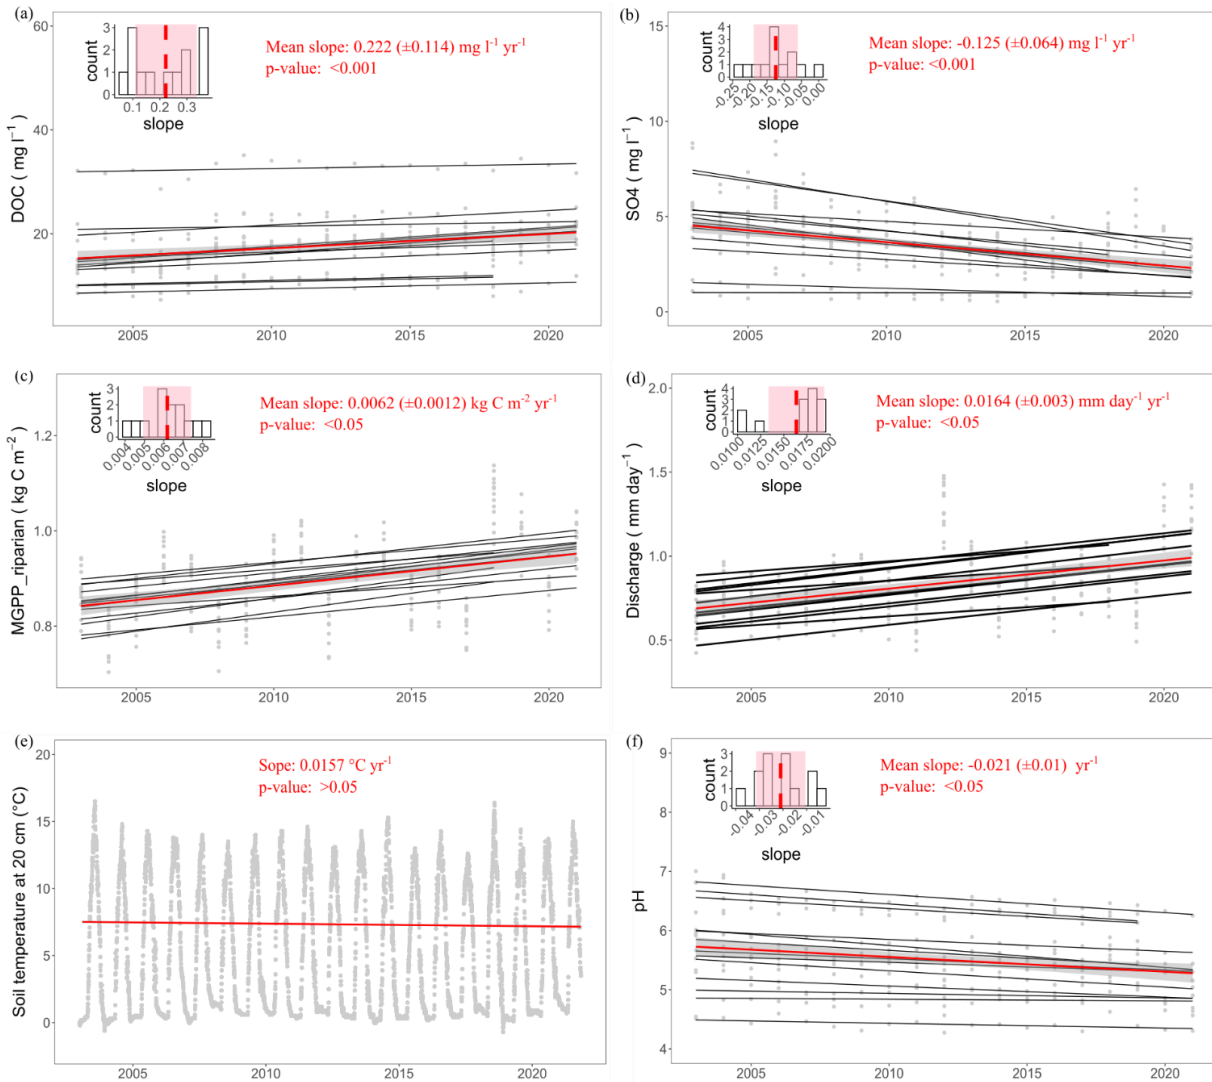 (a)
Mean slope: 0.222 (±0.114) mg l⁻¹ yr⁻¹
p-value: <0.001
count
3
2
1
0
0.1 0.2 0.3
slope
DOC ( mg l⁻¹ )
60
40
20
2005 2010 2015 2020
(b)
Mean slope: -0.125 (±0.064) mg l⁻¹ yr⁻¹
p-value: <0.001
count
4
3
2
1
0
-0.25 -0.20 -0.15 -0.10 -0.05 0.00
slope
SO4 ( mg l⁻¹ )
15
10
5
0
2005 2010 2015 2020
(c)
Mean slope: 0.0062 (±0.0012) kg C m⁻² yr⁻¹
p-value: <0.05
count
3
2
1
0
0.004 0.005 0.006 0.007 0.008
slope
MGPP_riparian ( kg C m⁻² )
1.2
1.0
0.8
2005 2010 2015 2020
(d)
Mean slope: 0.0164 (±0.003) mm day⁻¹ yr⁻¹
p-value: <0.05
count
4
3
2
1
0
0.0100 0.0125 0.0150 0.0175 0.0200
slope
Discharge ( mm day⁻¹ )
2.0
1.5
1.0
0.5
2005 2010 2015 2020
(e)
Sope: 0.0157 °C yr⁻¹
p-value: >0.05
Soil temperature at 20 cm (°C)
20
15
10
5
0
2005 2010 2015 2020
(f)
Mean slope: -0.021 (±0.01) yr⁻¹
p-value: <0.05
count
3
2
1
0
-0.04 -0.03 -0.02 -0.01
slope
pH
9
8
7
6
5
4
2005 2010 2015 2020